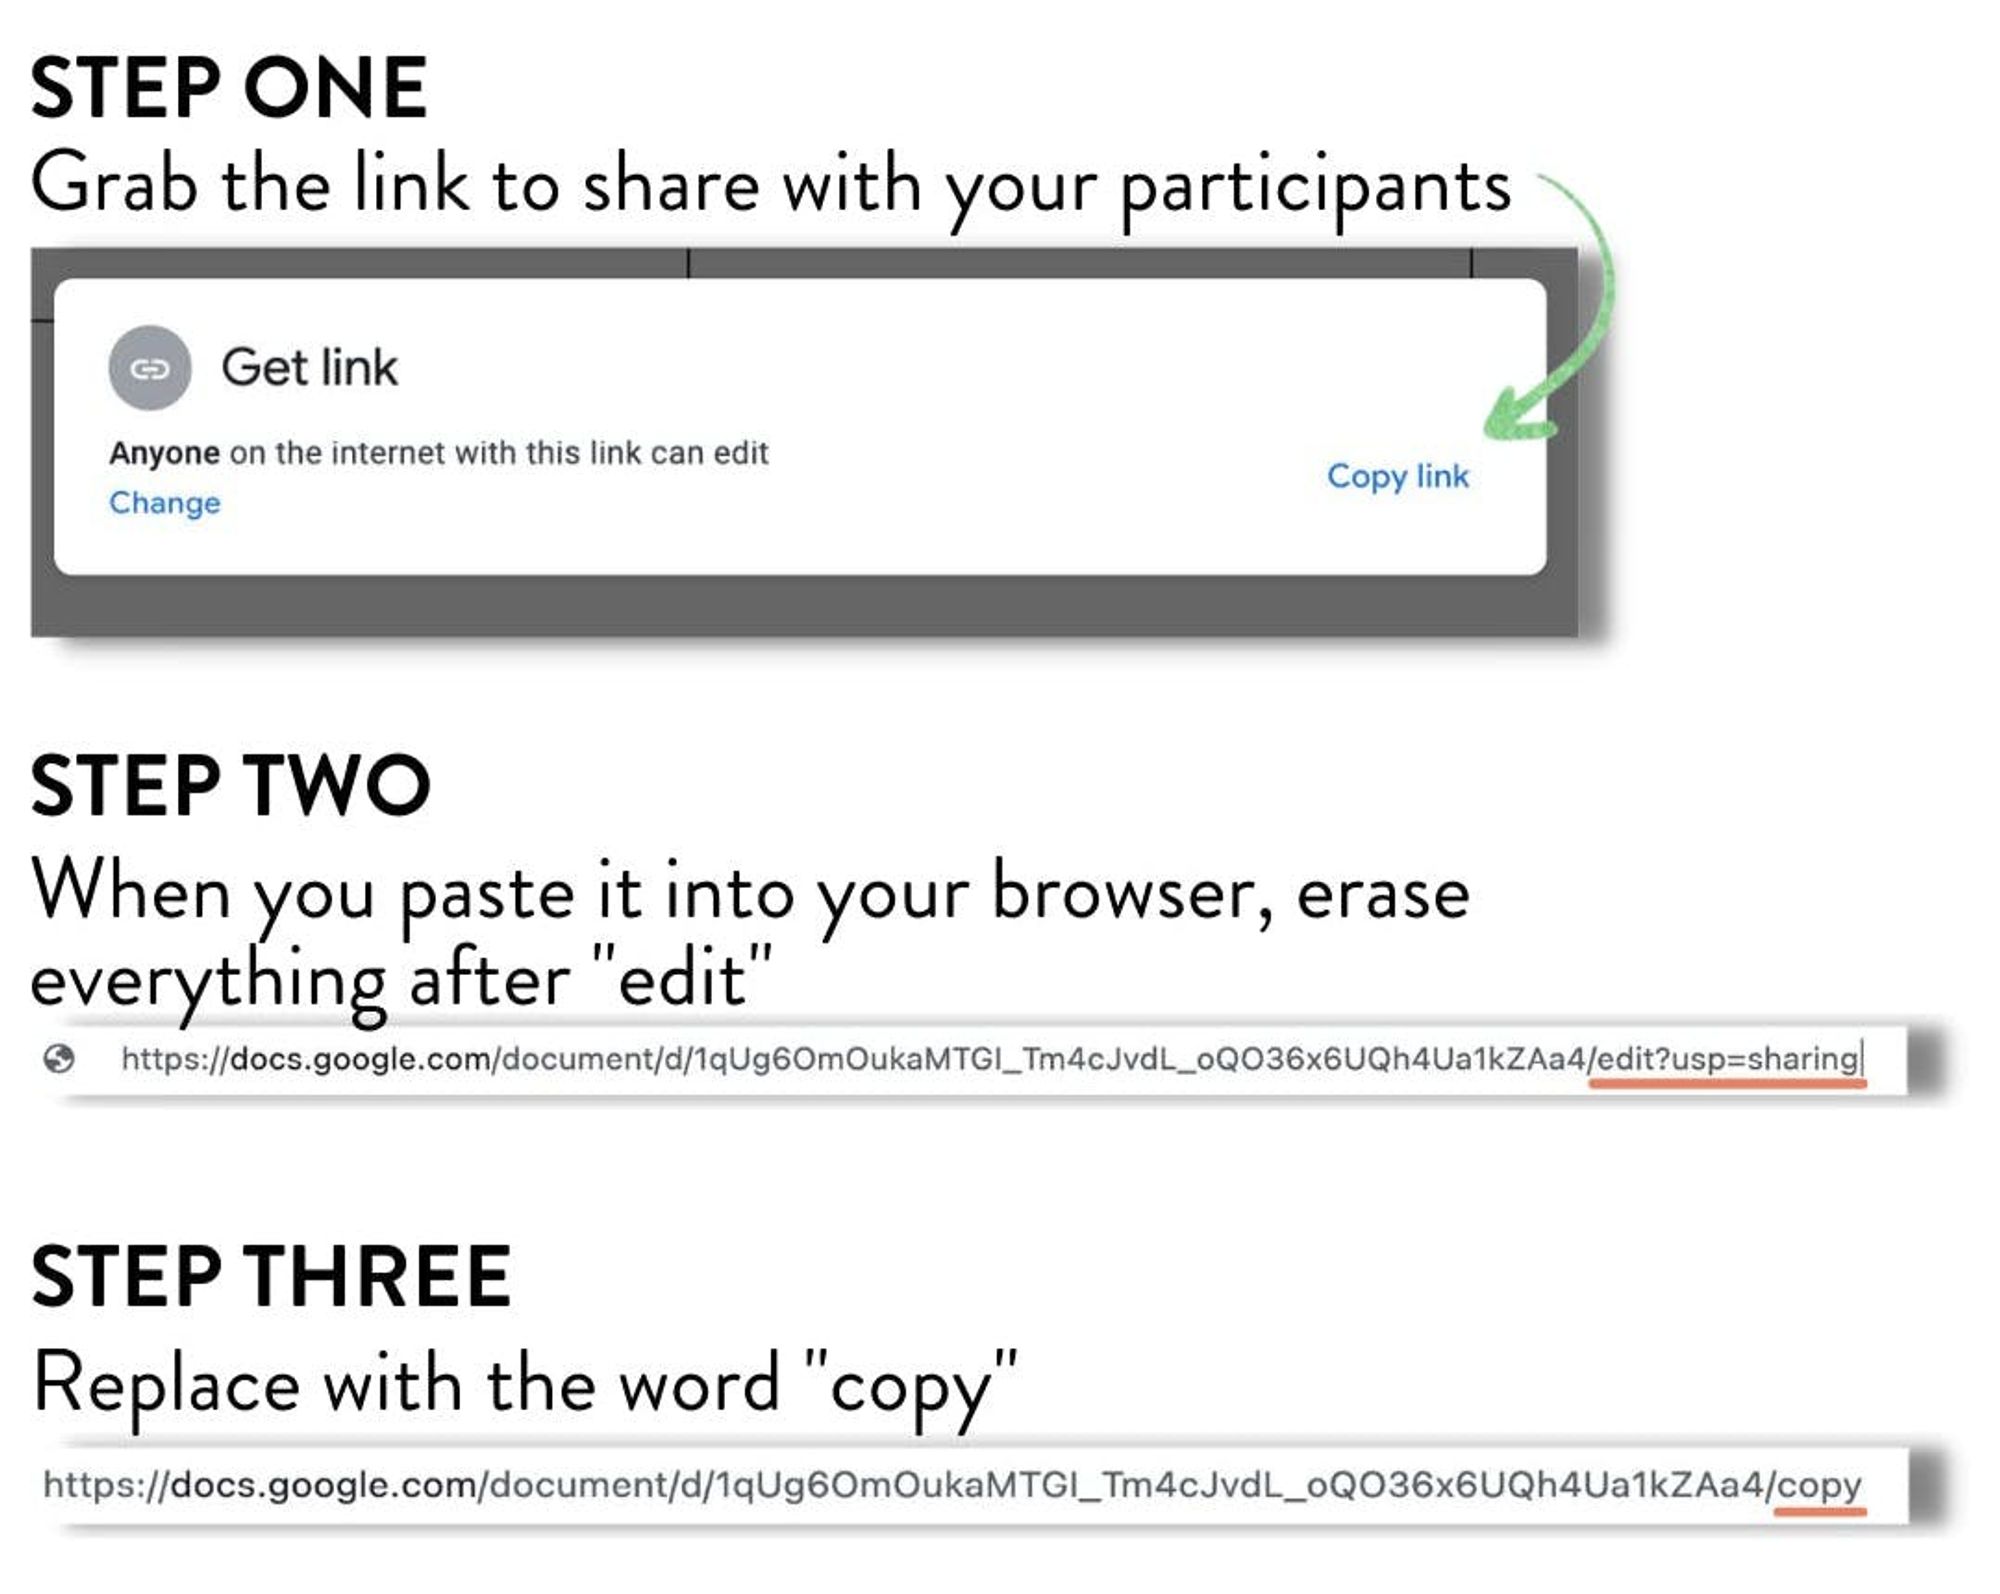 STEP ONE
Grab the link to share with your participants
Get link
Anyone on the internet with this link can edit
Change
Copy link
STEP TWO
When you paste it into your browser, erase
everything after "edit"
https://docs.google.com/document/d/1qUg6OmOukaMTGI_Tm4cJvdL_oQO36x6UQh4Ua1kZAa4/edit?usp=sharing
STEP THREE
Replace with the word "copy"
https://docs.google.com/document/d/1qUg6OmOukaMTGI_Tm4cJvdL_oQO36x6UQh4Ua1kZAa4/copy